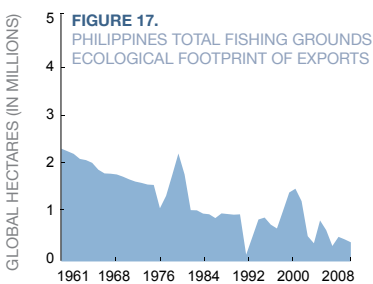 FIGURE 17.
PHILIPPINES TOTAL FISHING GROUNDS
ECOLOGICAL FOOTPRINT OF EXPORTS
GLOBAL HECTARES (IN MILLIONS)
5
4
3
2
1
0
1961 1968 1976 1984 1992 2000 2008